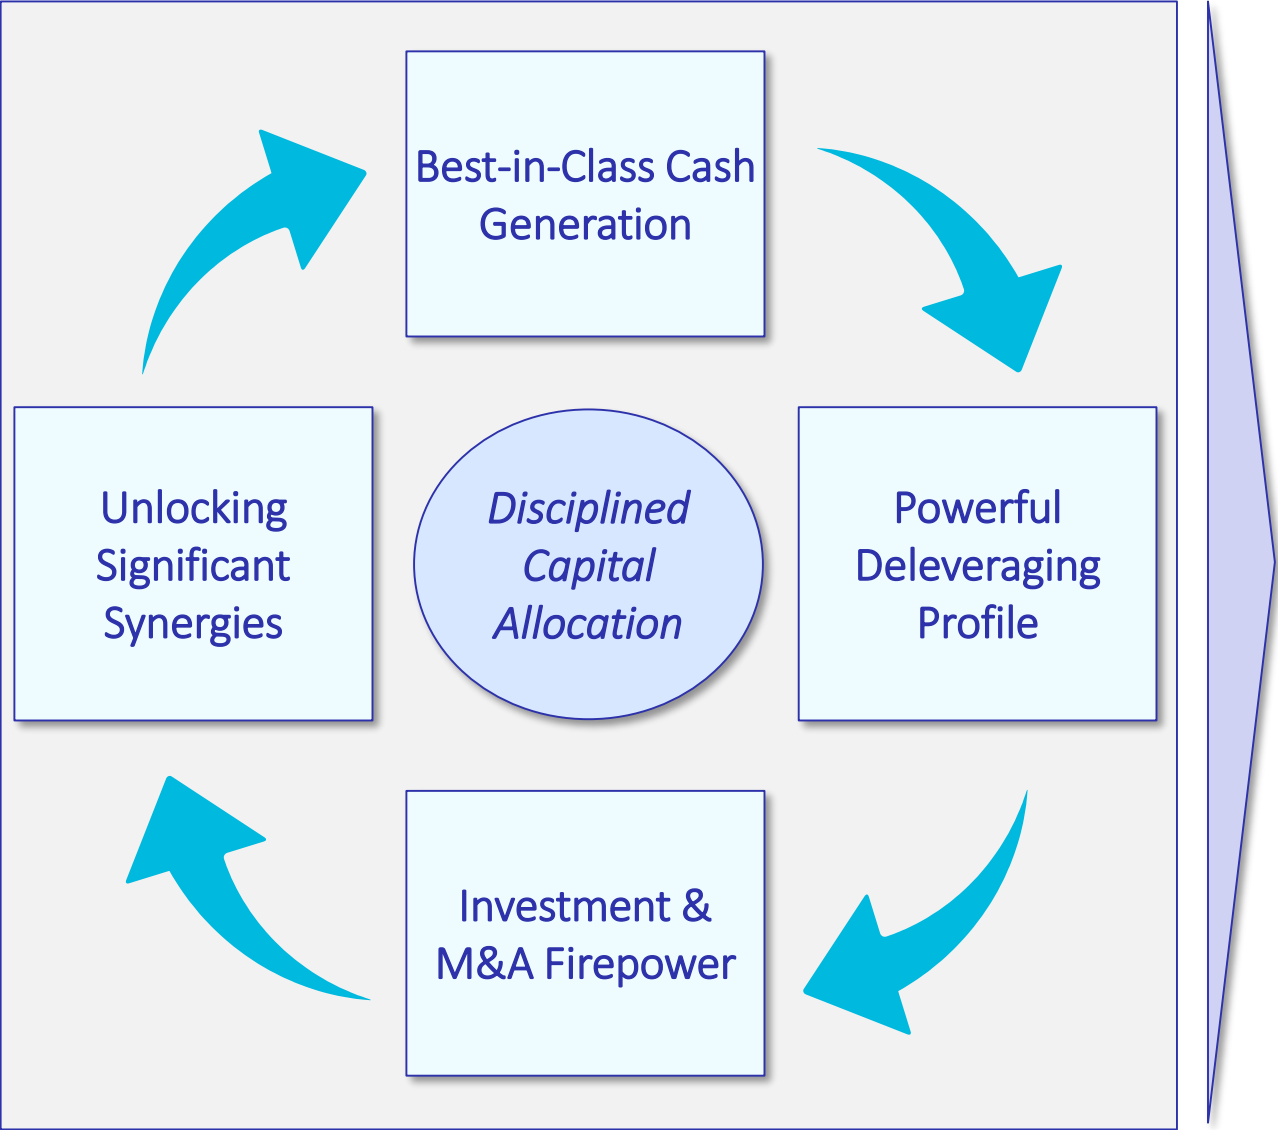 Best-in-Class Cash
Generation
Unlocking
Significant
Synergies
Disciplined
Capital
Allocation
Powerful
Deleveraging
Profile
Investment &
M&A Firepower